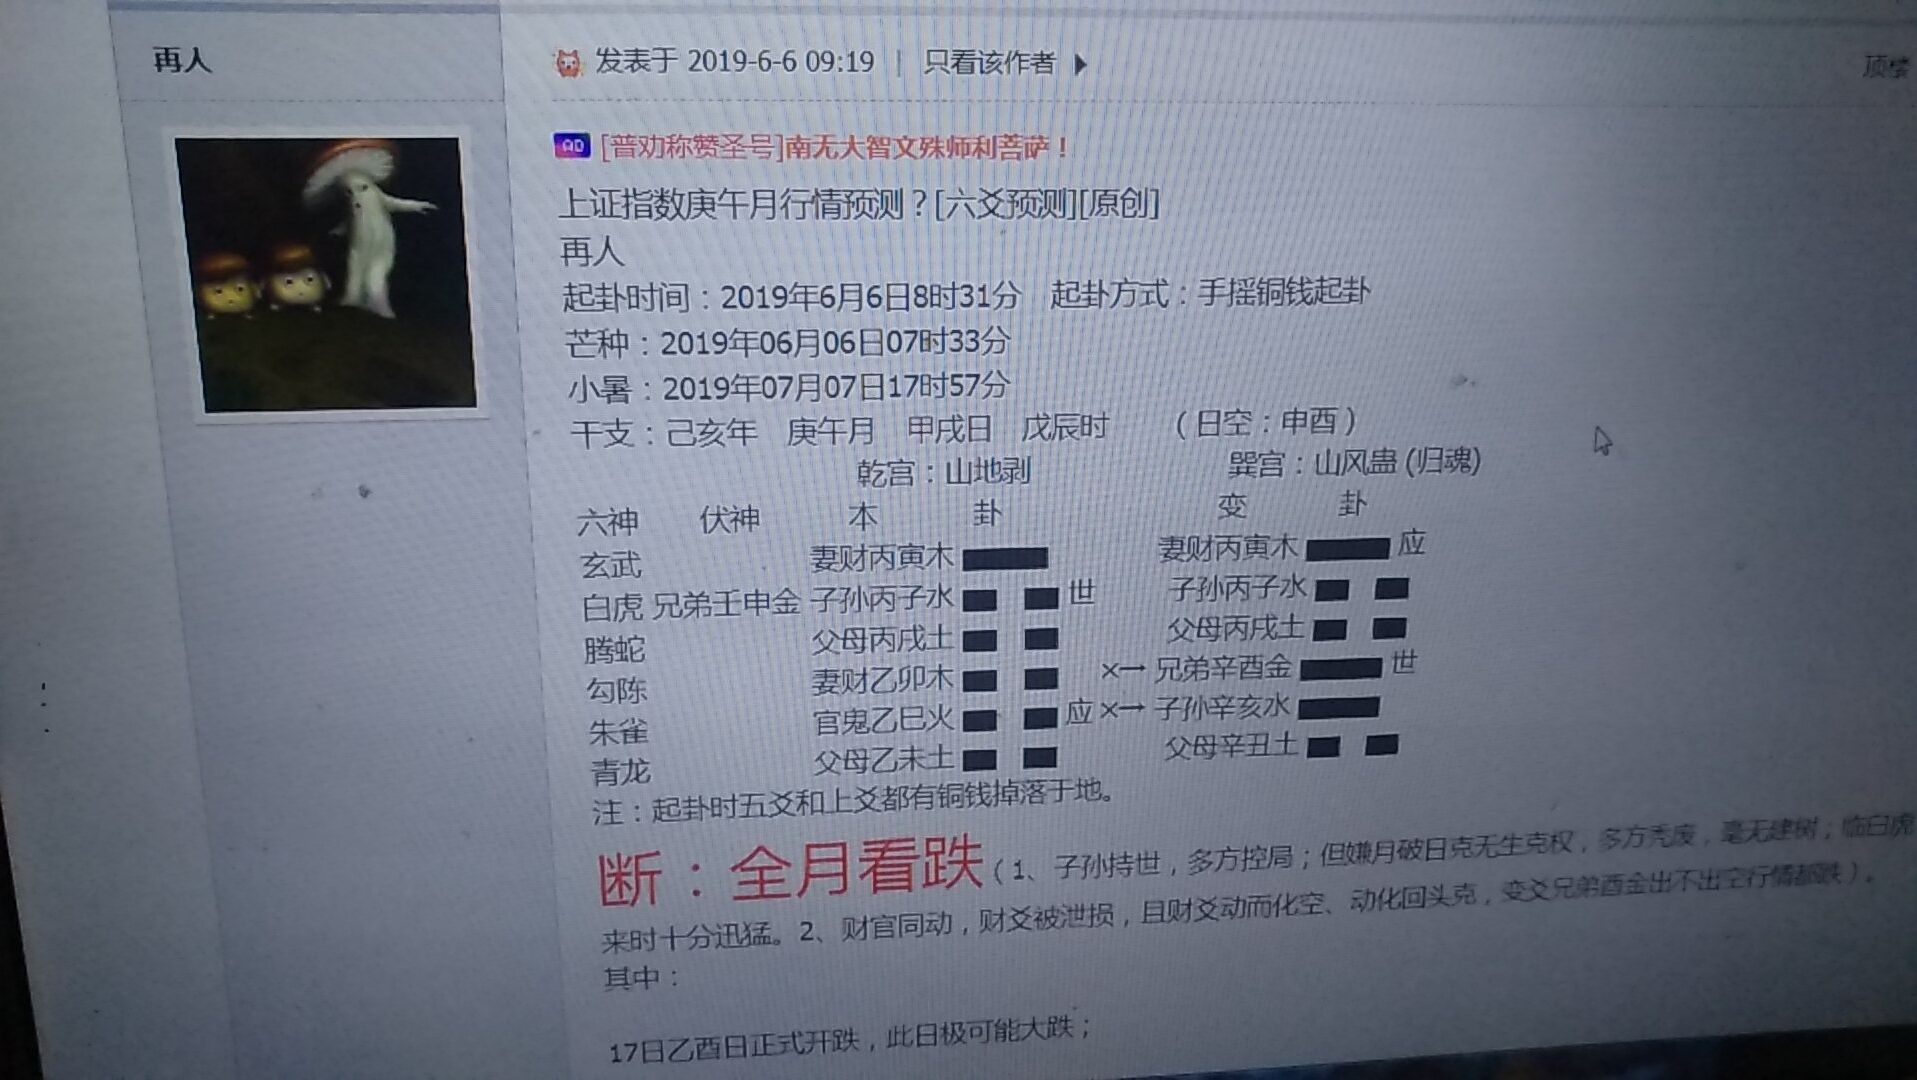 再人
发表于 2019-6-6 09:19 | 只看该作者
顶楼
AD [普劝称赞圣号]南无大智文殊师利菩萨！
上证指数庚午月行情预测？[六爻预测][原创]
再人
起卦时间：2019年6月6日8时31分 起卦方式：手摇铜钱起卦
芒种：2019年06月06日07时33分
小暑：2019年07月07日17时57分
干支：己亥年 庚午月 甲戌日 戊辰时 （日空：申酉）
乾宫：山地剥 巽宫：山风蛊 (归魂)
六神 伏神 本 卦 变 卦
玄武 妻财丙寅木 妻财丙寅木 应
白虎 兄弟壬申金 子孙丙子水 世 子孙丙子水
腾蛇 父母丙戌土 父母丙戌土
勾陈 妻财乙卯木 ×→ 兄弟辛酉金 世
朱雀 官鬼乙巳火 应 ×→ 子孙辛亥水
青龙 父母乙未土 父母辛丑土
注：起卦时五爻和上爻都有铜钱掉落于地。
断：全月看跌（1、子孙持世，多方控局；但嫌月破日克无生克权，多方秃废，毫无建树；临白虎
来时十分迅猛。2、财官同动，财爻被泄损，且财爻动而化空、动化回头克，变爻兄弟酉金出不出空行情都跌）。
其中：
17日乙酉日正式开跌，此日极可能大跌；